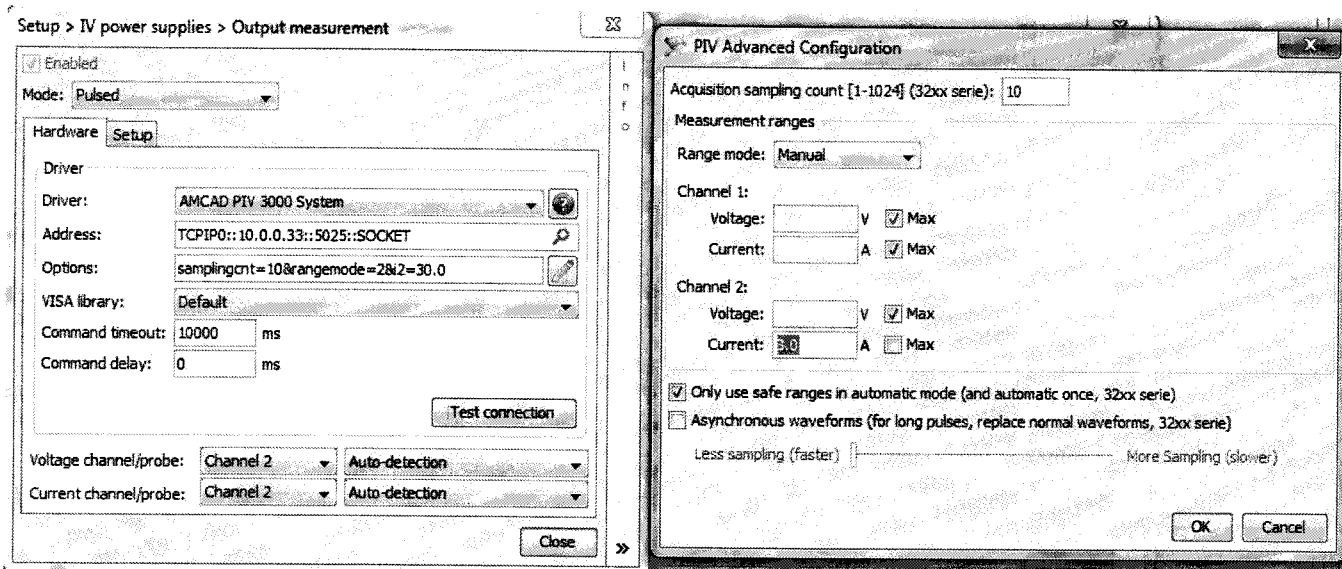 Setup > IV power supplies > Output measurement
Enabled
Mode: Pulsed
Hardware Setup
Driver
Driver: AMCAD PIV 3000 System
Address: TCPIP0::10.0.0.33::5025::SOCKET
Options: samplingcnt=10&rangemode=2&i2=30.0
VISA library: Default
Command timeout: 10000 ms
Command delay: 0 ms
Test connection
Voltage channel/probe: Channel 2 Auto-detection
Current channel/probe: Channel 2 Auto-detection
Close »
Info
PIV Advanced Configuration
Acquisition sampling count [1-1024] (32xx serie): 10
Measurement ranges
Range mode: Manual
Channel 1:
Voltage: V Max
Current: A Max
Channel 2:
Voltage: V Max
Current: A Max
Only use safe ranges in automatic mode (and automatic once, 32xx serie)
Asynchronous waveforms (for long pulses, replace normal waveforms, 32xx serie)
Less sampling (faster) More Sampling (slower)
OK Cancel